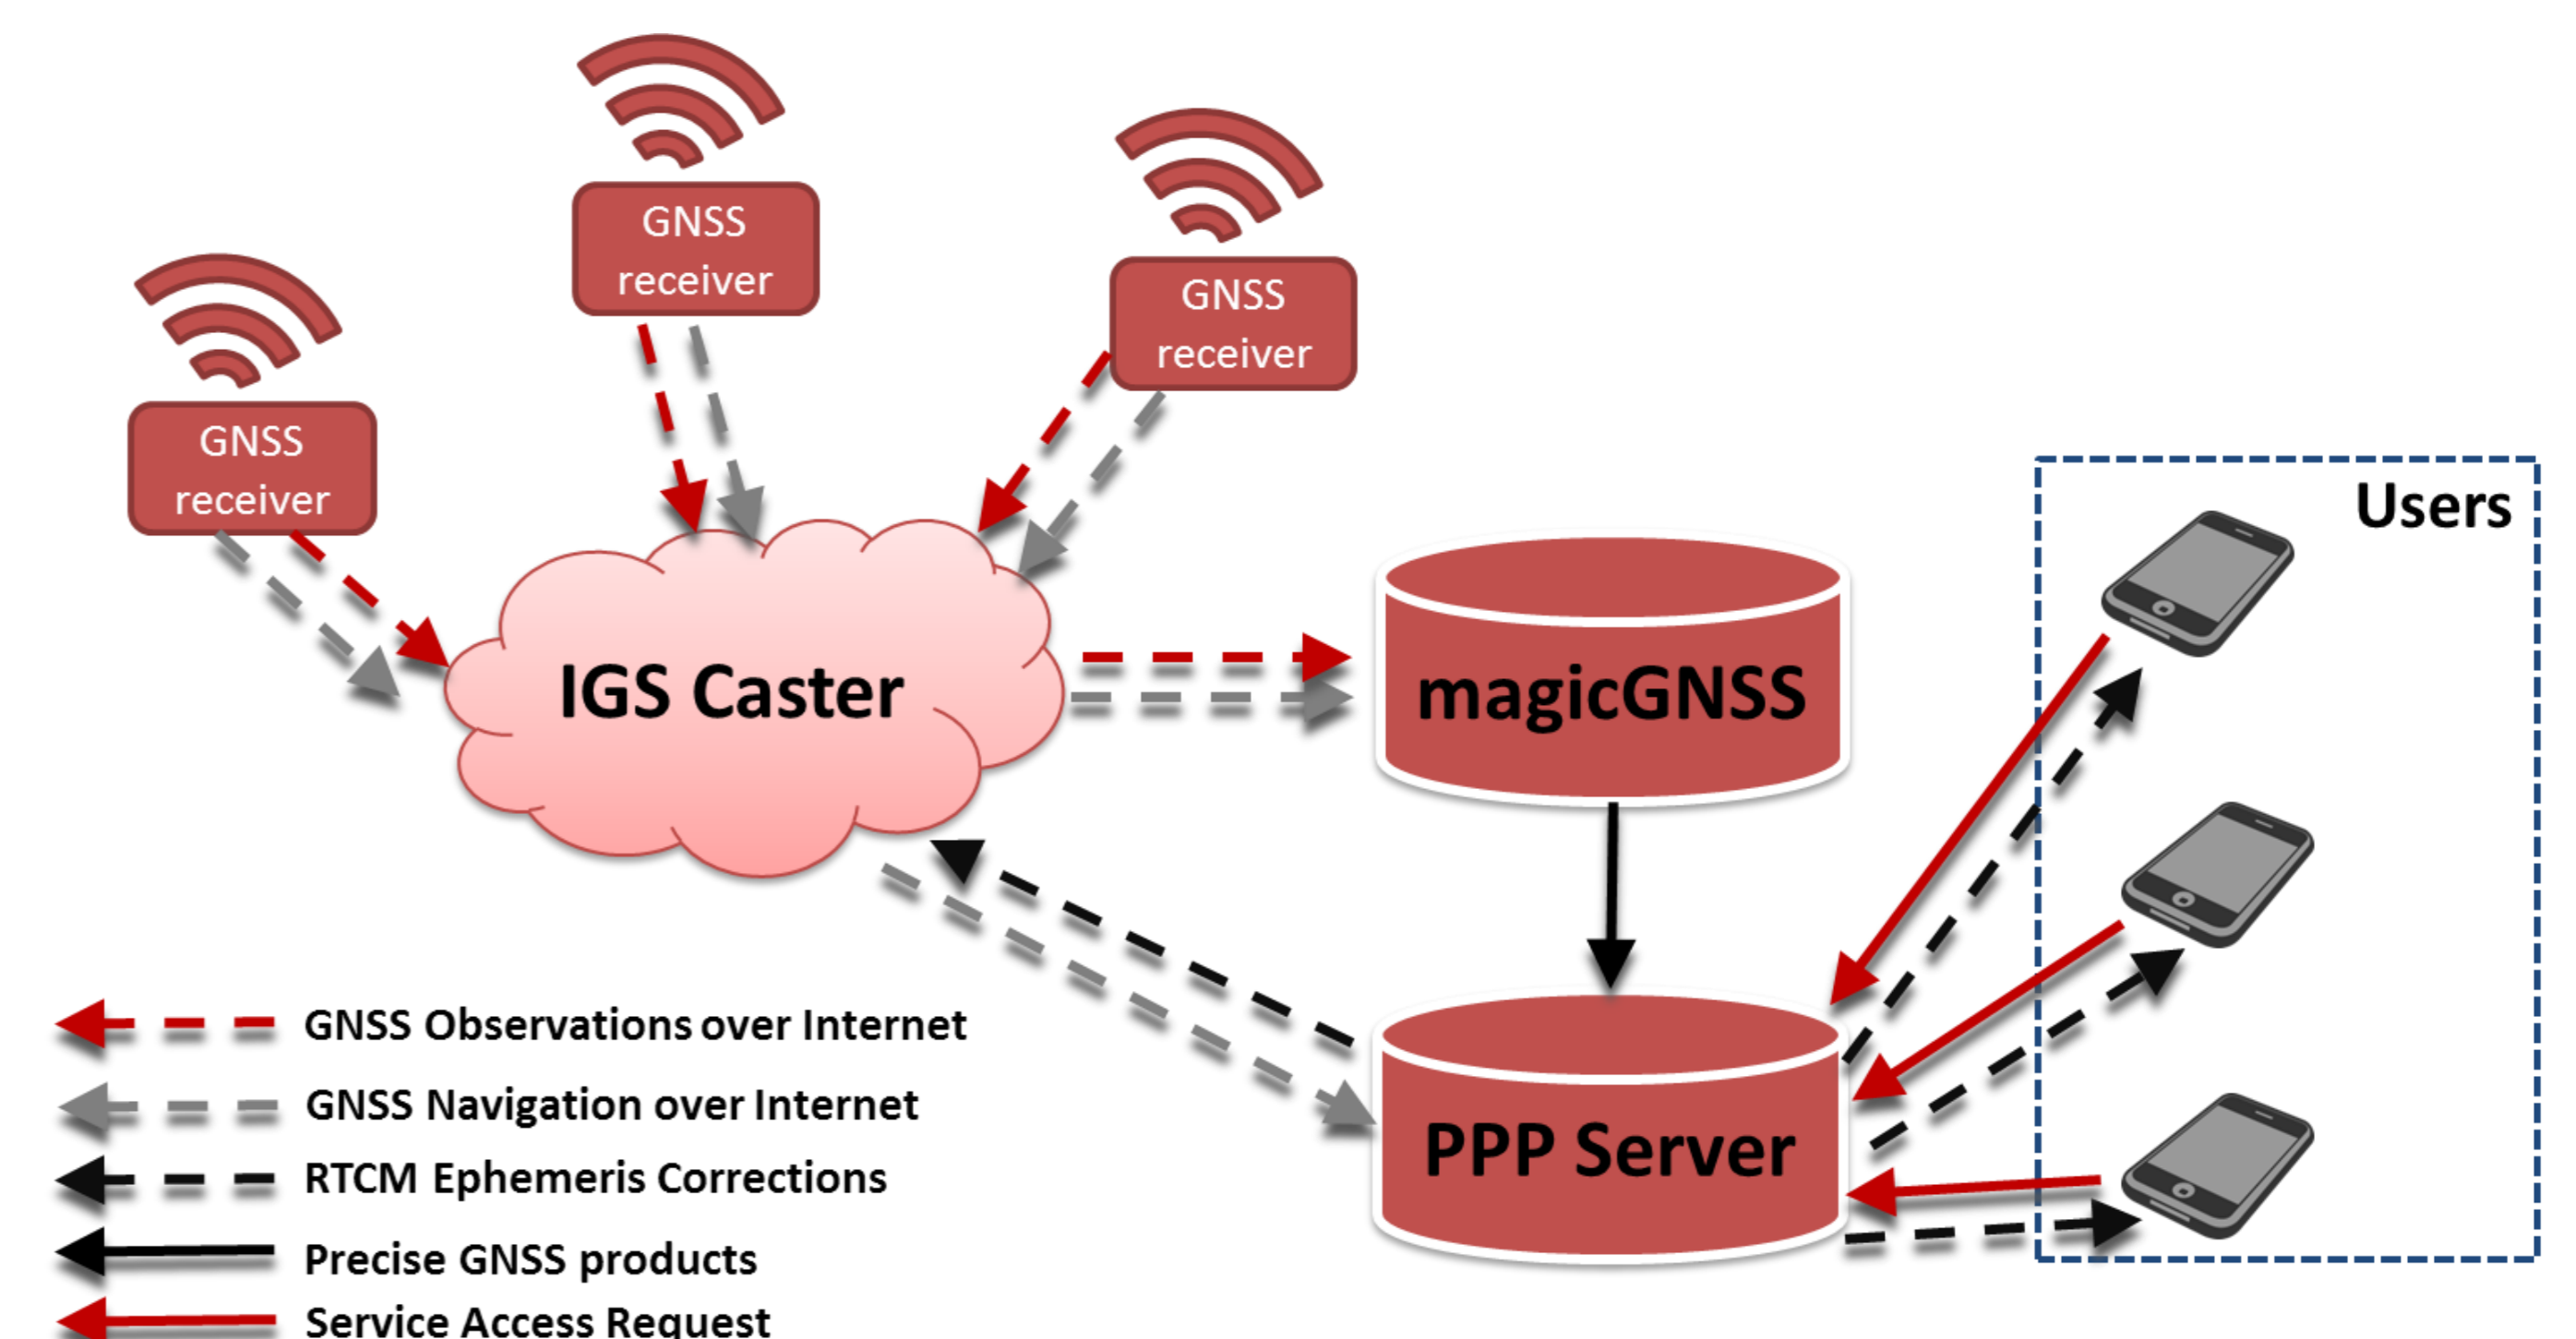 GNSS
receiver
GNSS
receiver
GNSS
receiver
Users
IGS Caster
magicGNSS
PPP Server
GNSS Observations over Internet
GNSS Navigation over Internet
RTCM Ephemeris Corrections
Precise GNSS products
Service Access Request